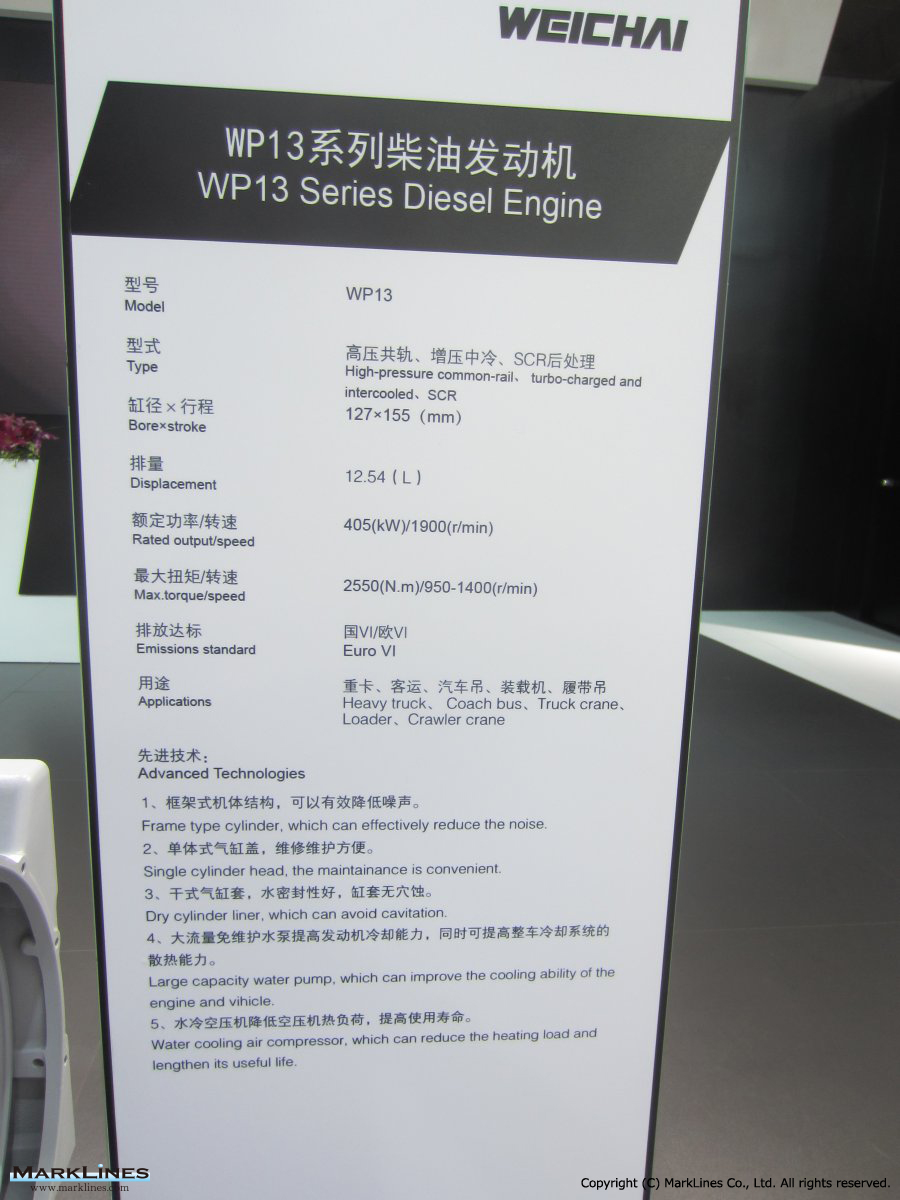 WEICHAI
WP13系列柴油发动机
WP13 Series Diesel Engine
型号
Model
WP13
型式
Type
高压共轨、增压中冷、SCR后处理
High-pressure common-rail、 turbo-charged and
intercooled、SCR
缸径×行程
Bore×stroke
127×155（mm）
排量
Displacement
12.54（L）
额定功率/转速
Rated output/speed
405(kW)/1900(r/min)
最大扭矩/转速
Max.torque/speed
2550(N.m)/950-1400(r/min)
排放达标
Emissions standard
国VI/欧VI
Euro VI
用途
Applications
重卡、客运、汽车吊、装载机、履带吊
Heavy truck、 Coach bus、Truck crane、
Loader、Crawler crane
先进技术：
Advanced Technologies
1、框架式机体结构，可以有效降低噪声。
Frame type cylinder, which can effectively reduce the noise.
2、单体式气缸盖，维修维护方便。
Single cylinder head, the maintainance is convenient.
3、干式气缸套，水密封性好，缸套无穴蚀。
Dry cylinder liner, which can avoid cavitation.
4、大流量免维护水泵提高发动机冷却能力，同时可提高整车冷却系统的
散热能力。
Large capacity water pump, which can improve the cooling ability of the
engine and vihicle.
5、水冷空压机降低空压机热负荷，提高使用寿命。
Water cooling air compressor, which can reduce the heating load and
lengthen its useful life.
MARKLINES
www.marklines.com
Copyright (C) MarkLines Co., Ltd. All rights reserved.